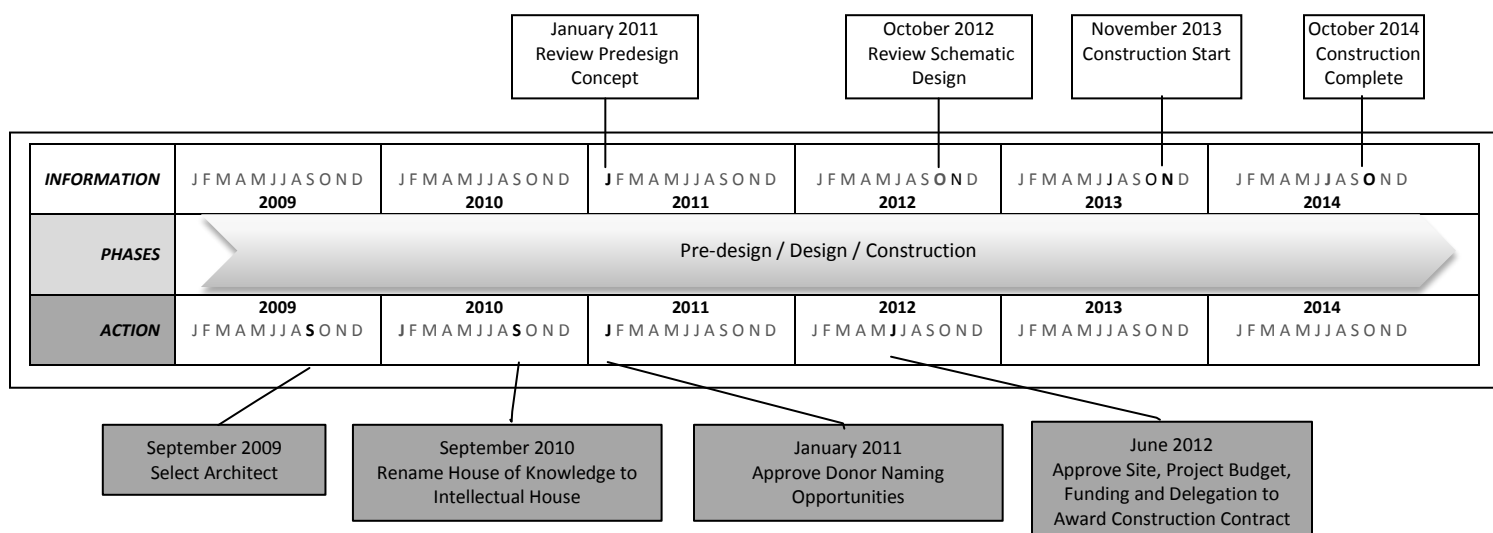 January 2011
Review Predesign
Concept
October 2012
Review Schematic
Design
November 2013
Construction Start
October 2014
Construction
Complete
INFORMATION
J F M A M J J A S O N D
2009
J F M A M J J A S O N D
2010
J F M A M J J A S O N D
2011
J F M A M J J A S O N D
2012
J F M A M J J A S O N D
2013
J F M A M J J A S O N D
2014
PHASES
Pre-design / Design / Construction
ACTION
2009
J F M A M J J A S O N D
2010
J F M A M J J A S O N D
2011
J F M A M J J A S O N D
2012
J F M A M J J A S O N D
2013
J F M A M J J A S O N D
2014
J F M A M J J A S O N D
September 2009
Select Architect
September 2010
Rename House of Knowledge to
Intellectual House
January 2011
Approve Donor Naming
Opportunities
June 2012
Approve Site, Project Budget,
Funding and Delegation to
Award Construction Contract